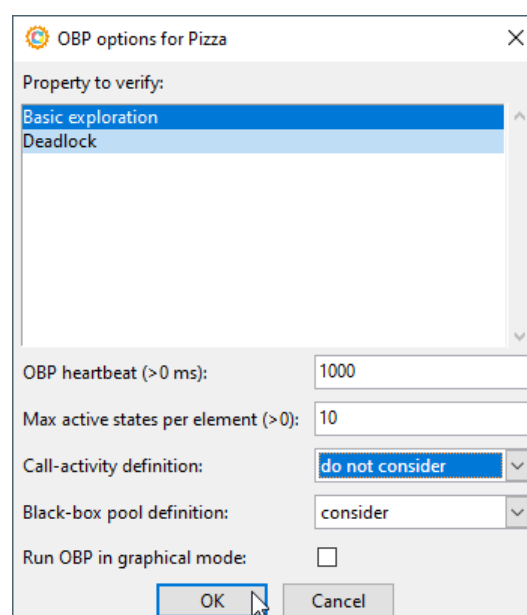 OBP options for Pizza
Property to verify:
Basic exploration
Deadlock
OBP heartbeat (>0 ms): 1000
Max active states per element (>0): 10
Call-activity definition: do not consider
Black-box pool definition: consider
Run OBP in graphical mode:
OK Cancel